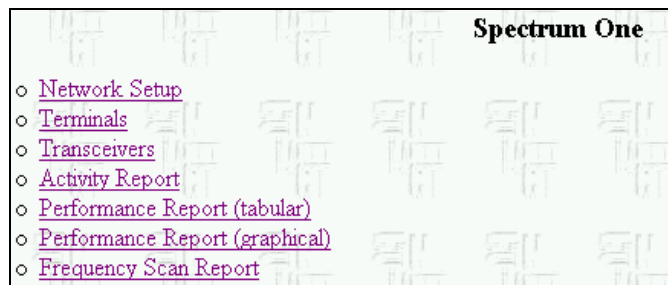 Spectrum One
Network Setup
Terminals
Transceivers
Activity Report
Performance Report (tabular)
Performance Report (graphical)
Frequency Scan Report